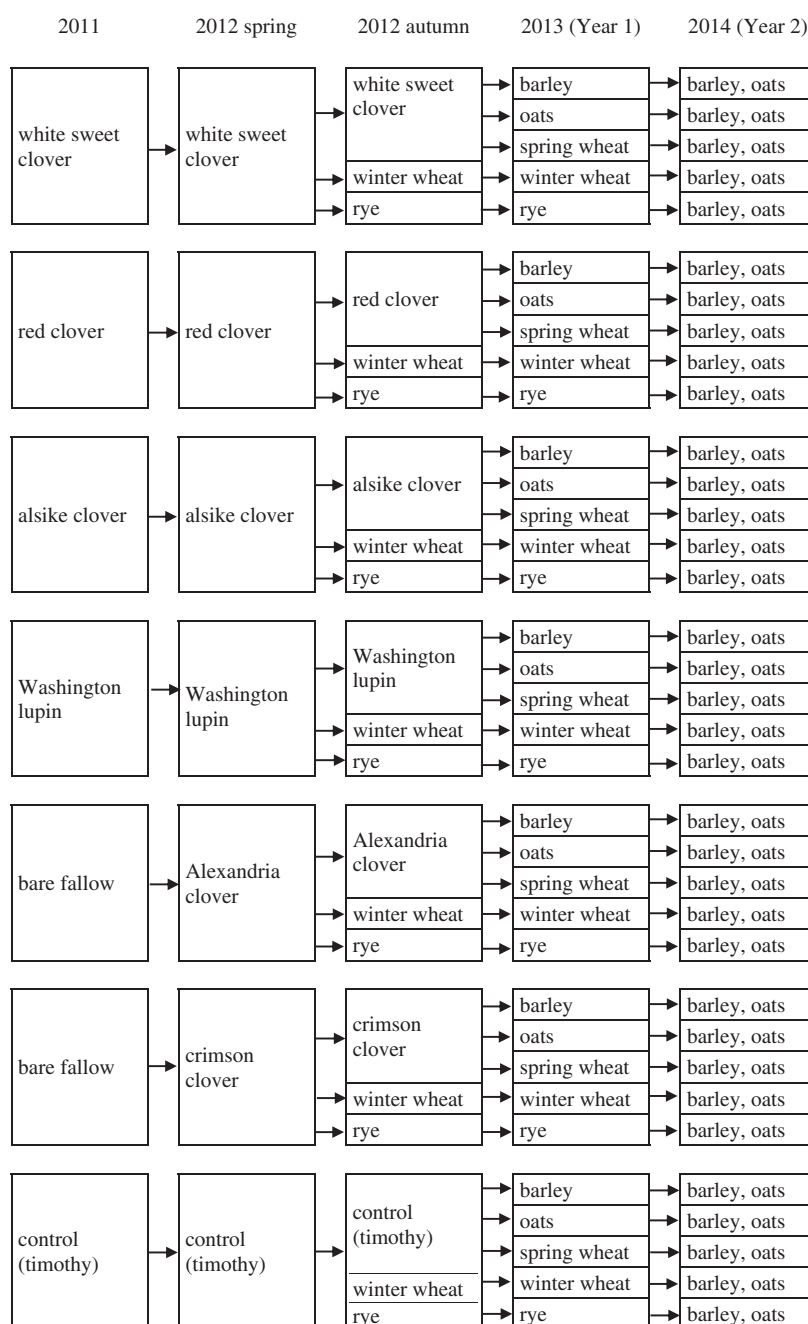 2011 2012 spring 2012 autumn 2013 (Year 1) 2014 (Year 2)
white sweet
clover
white sweet
clover
white sweet
clover
winter wheat
rye
barley
oats
spring wheat
winter wheat
rye
barley, oats
barley, oats
barley, oats
barley, oats
barley, oats
red clover
red clover
red clover
winter wheat
rye
barley
oats
spring wheat
winter wheat
rye
barley, oats
barley, oats
barley, oats
barley, oats
barley, oats
alsike clover
alsike clover
alsike clover
winter wheat
rye
barley
oats
spring wheat
winter wheat
rye
barley, oats
barley, oats
barley, oats
barley, oats
barley, oats
Washington
lupin
Washington
lupin
Washington
lupin
winter wheat
rye
barley
oats
spring wheat
winter wheat
rye
barley, oats
barley, oats
barley, oats
barley, oats
barley, oats
bare fallow
Alexandria
clover
Alexandria
clover
winter wheat
rye
barley
oats
spring wheat
winter wheat
rye
barley, oats
barley, oats
barley, oats
barley, oats
barley, oats
bare fallow
crimson
clover
crimson
clover
winter wheat
rye
barley
oats
spring wheat
winter wheat
rye
barley, oats
barley, oats
barley, oats
barley, oats
barley, oats
control
(timothy)
control
(timothy)
control
(timothy)
winter wheat
rye
barley
oats
spring wheat
winter wheat
rye
barley, oats
barley, oats
barley, oats
barley, oats
barley, oats